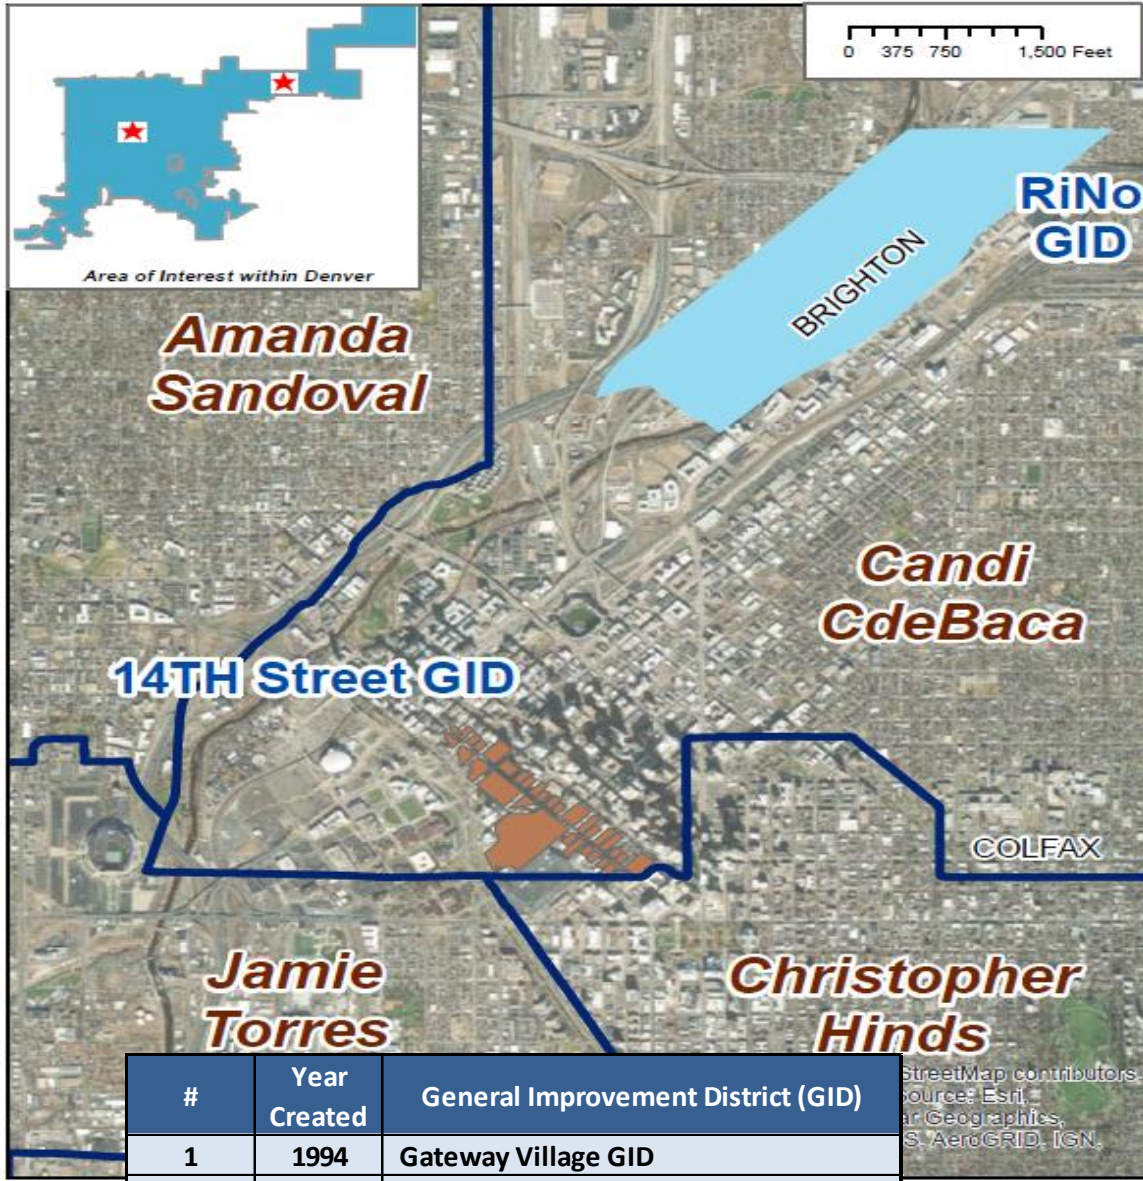 0 375 750 1,500 Feet
Area of Interest within Denver
RiNo
GID
BRIGHTON
Amanda
Sandoval
Candi
CdeBaca
14TH Street GID
COLFAX
Jamie
Torres
Christopher
Hinds
StreetMap contributors
Source: Esri,
ar Geographics,
S, AeroGRID, IGN,
# Year Created General Improvement District (GID)
1 1994 Gateway Village GID